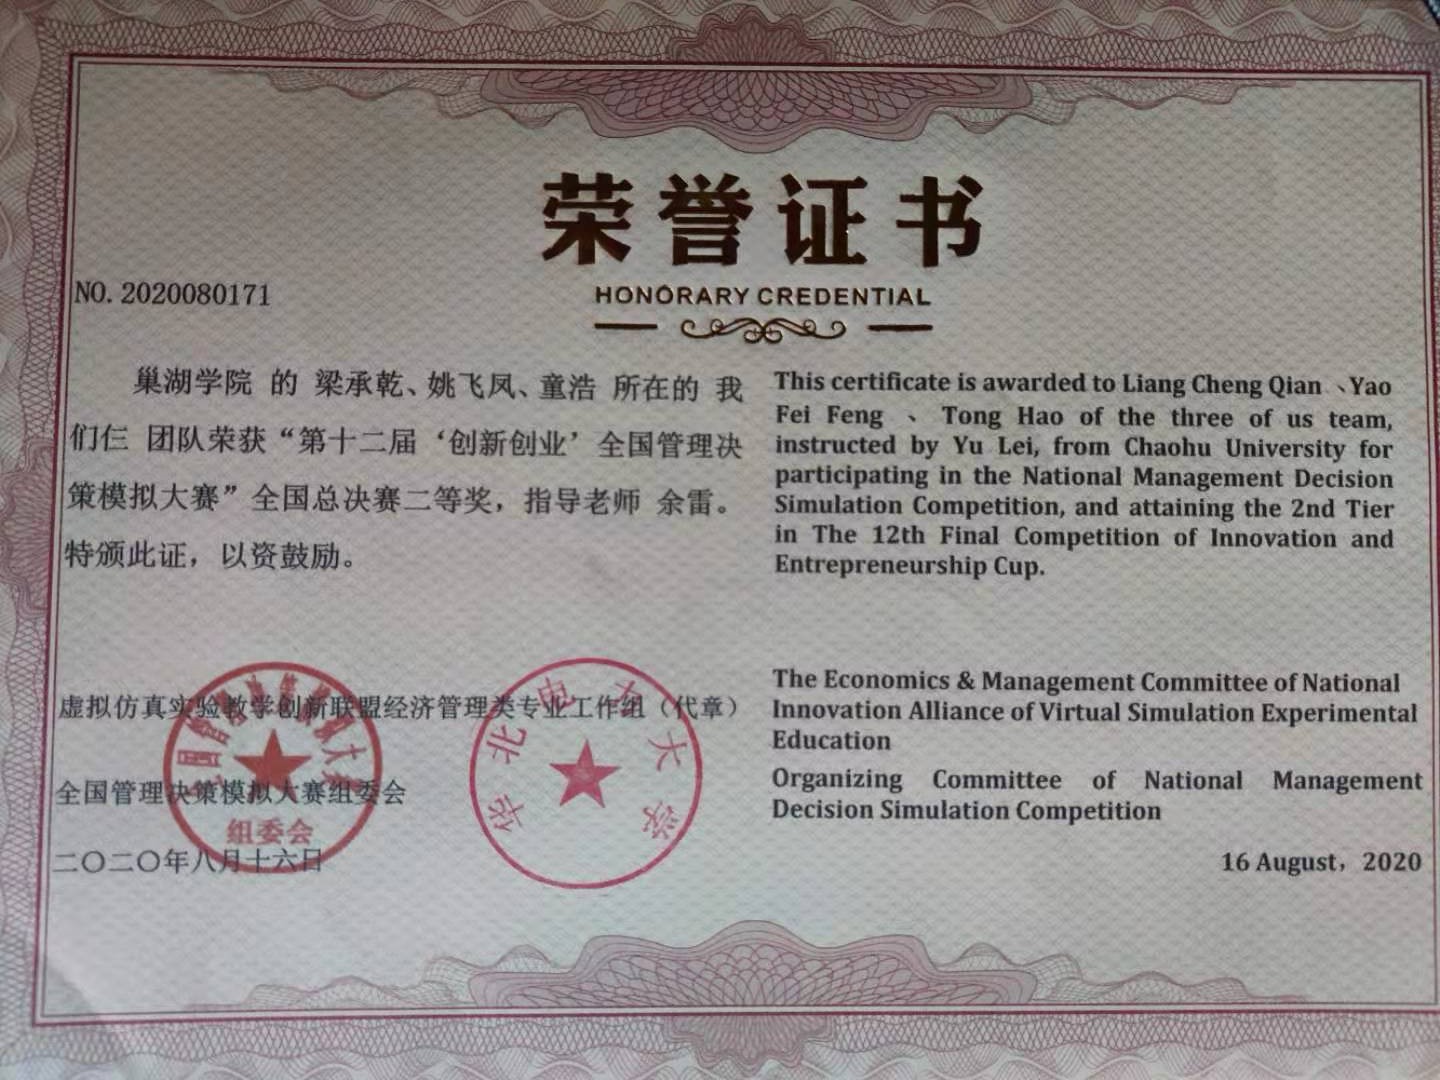 荣誉证书
HONORARY CREDENTIAL
NO. 2020080171
巢湖学院 的 梁承乾、姚飞凤、童浩 所在的 我
们仨 团队荣获“第十二届‘创新创业’全国管理决
策模拟大赛”全国总决赛二等奖，指导老师 余雷。
特颁此证，以资鼓励。
This certificate is awarded to Liang Cheng Qian 、Yao
Fei Feng 、 Tong Hao of the three of us team,
instructed by Yu Lei, from Chaohu University for
participating in the National Management Decision
Simulation Competition, and attaining the 2nd Tier
in The 12th Final Competition of Innovation and
Entrepreneurship Cup.
虚拟仿真实验教学创新联盟经济管理类专业工作组（代章）
全国管理决策模拟大赛组委会
二〇二〇年八月十六日
组委会
华北电力大学
The Economics & Management Committee of National
Innovation Alliance of Virtual Simulation Experimental
Education
Organizing Committee of National Management
Decision Simulation Competition
16 August，2020